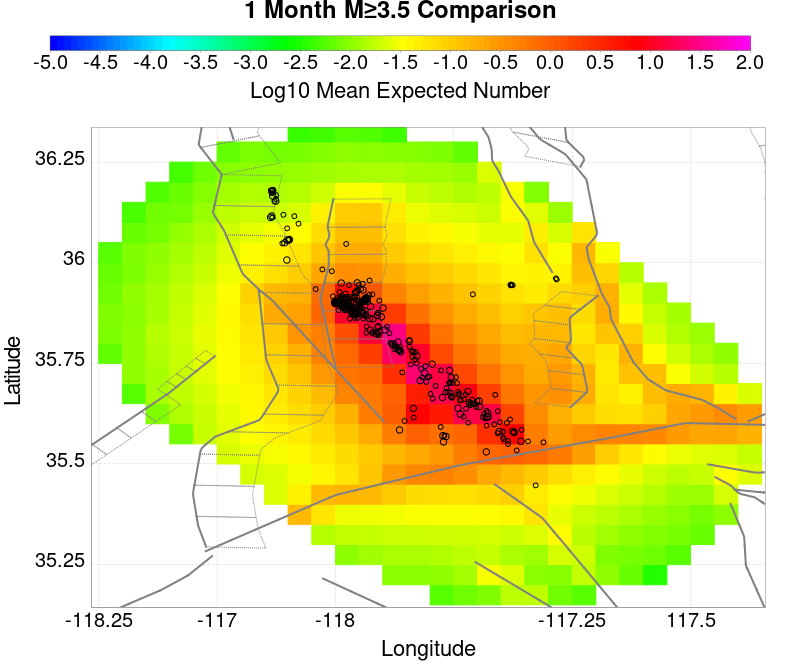 1 Month M≥3.5 Comparison
-5.0 -4.5 -4.0 -3.5 -3.0 -2.5 -2.0 -1.5 -1.0 -0.5 0.0 0.5 1.0 1.5 2.0
Log10 Mean Expected Number
36.25
36
35.75
35.5
35.25
Latitude
-118.25 -117 -118 -117.25 117.5
Longitude